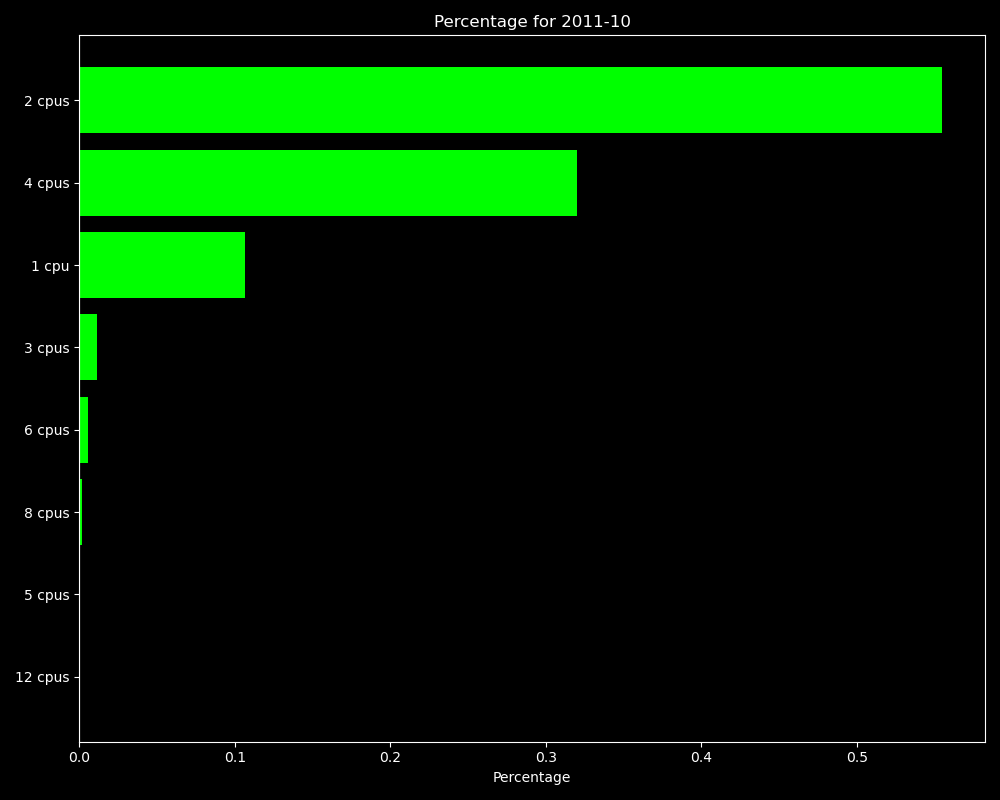 Percentage for 2011-10
2 cpus
4 cpus
1 cpu
3 cpus
6 cpus
8 cpus
5 cpus
12 cpus
0.0 0.1 0.2 0.3 0.4 0.5
Percentage